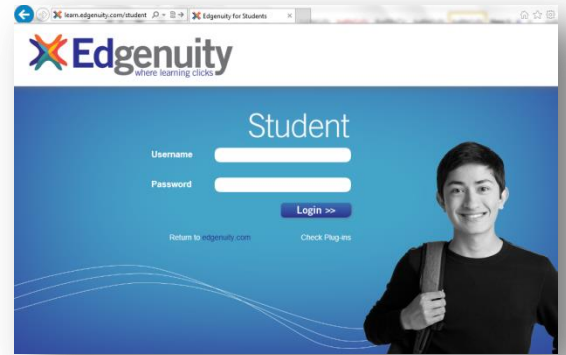 learn.edgenuity.com/student
Edgenuity for Students
Edgenuity
where learning clicks
Student
Username
Password
Login >>
Return to edgenuity.com
Check Plug-ins